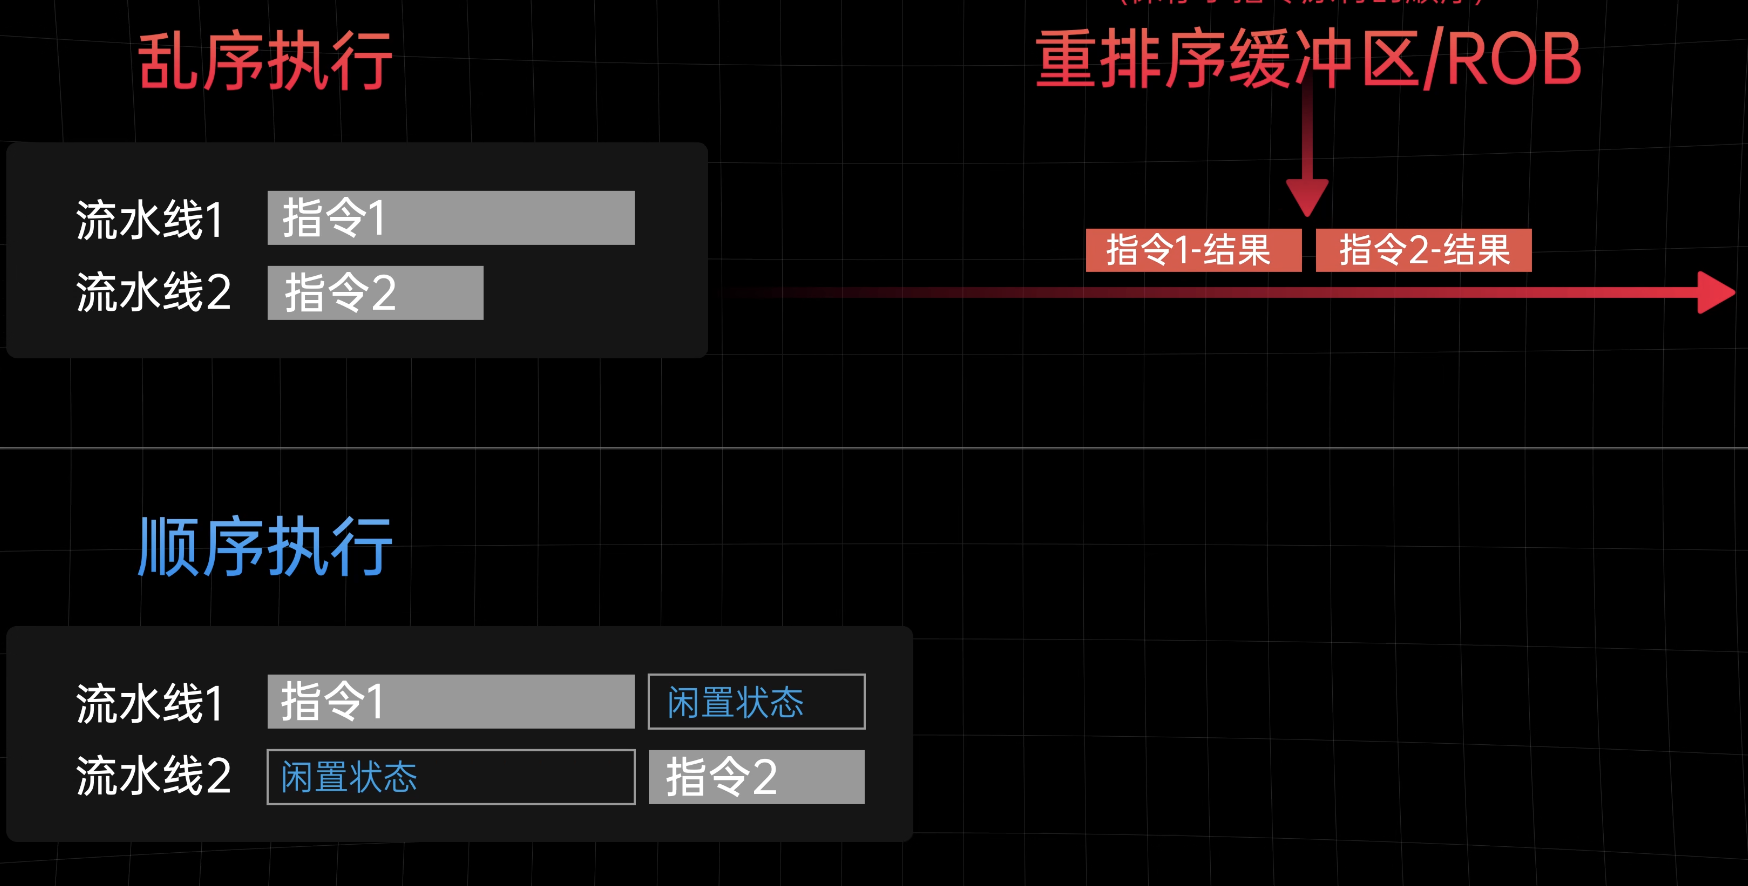 乱序执行
重排序缓冲区/ROB
流水线1 指令1
流水线2 指令2
指令1-结果 指令2-结果
顺序执行
流水线1 指令1 闲置状态
流水线2 闲置状态 指令2